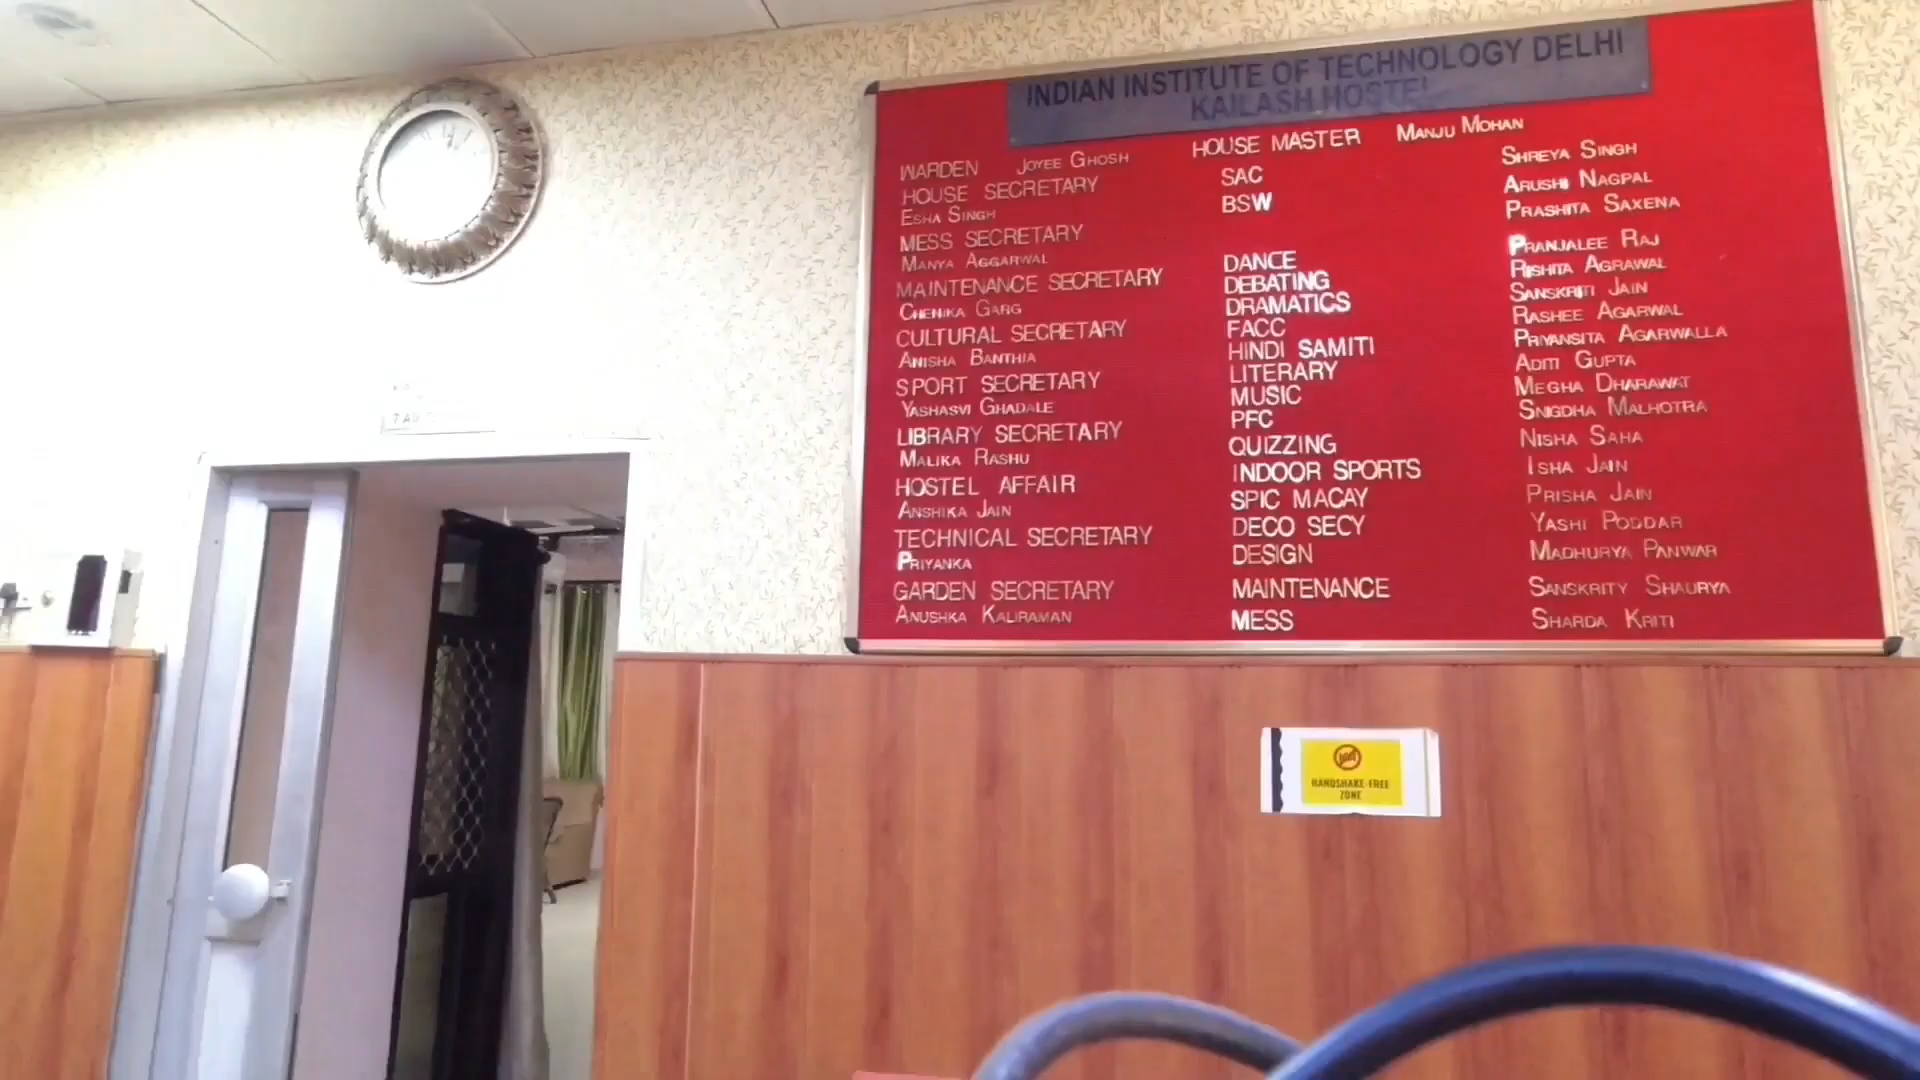 INDIAN INSTITUTE OF TECHNOLOGY DELHI
KAILASH HOSTEL
WARDEN JOYEE GHOSH
HOUSE SECRETARY
ESHA SINGH
MESS SECRETARY
MANYA AGGARWAL
MAINTENANCE SECRETARY
CHENIKA GARG
CULTURAL SECRETARY
ANISHA BANTHIA
SPORT SECRETARY
YASHASVI GHADALE
LIBRARY SECRETARY
MALIKA RASHU
HOSTEL AFFAIR
ANSHIKA JAIN
TECHNICAL SECRETARY
PRIYANKA
GARDEN SECRETARY
ANUSHKA KALIRAMAN
HOUSE MASTER MANJU MOHAN
SAC
BSW
DANCE
DEBATING
DRAMATICS
FACC
HINDI SAMITI
LITERARY
MUSIC
PFC
QUIZZING
INDOOR SPORTS
SPIC MACAY
DECO SECY
DESIGN
MAINTENANCE
MESS
SHREYA SINGH
ARUSHI NAGPAL
PRASHITA SAXENA
PRANJALEE RAJ
RISHITA AGRAWAL
SANSKRITI JAIN
RASHEE AGARWAL
PRIYANSITA AGARWALLA
ADITI GUPTA
MEGHA DHARAWAT
SNIGDHA MALHOTRA
NISHA SAHA
ISHA JAIN
PRISHA JAIN
YASHI PODDAR
MADHURYA PANWAR
SANSKRITY SHAURYA
SHARDA KRITI
HANDSHAKE-FREE
ZONE